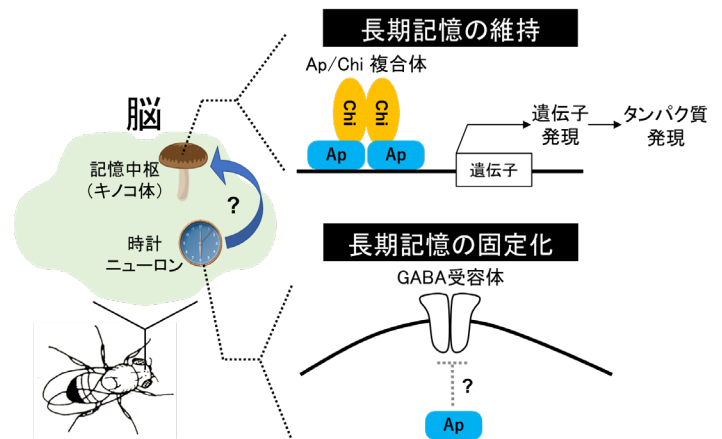 長期記憶の維持
Ap/Chi 複合体
Chi
Chi
Ap
Ap
遺伝子
遺伝子
発現
タンパク質
発現
脳
記憶中枢
(キノコ体)
?
時計
ニューロン
長期記憶の固定化
GABA受容体
?
Ap